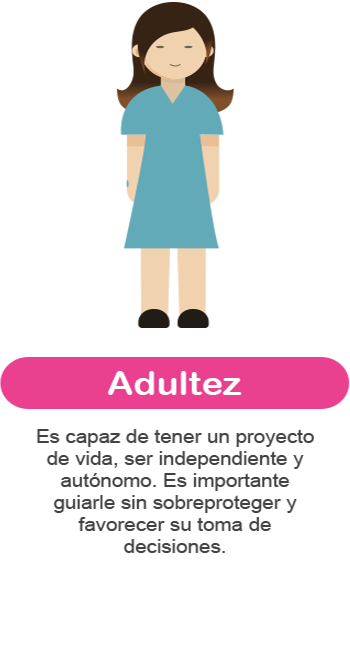 Adultez
Es capaz de tener un proyecto
de vida, ser independiente y
autónomo. Es importante
guiarle sin sobreproteger y
favorecer su toma de
decisiones.